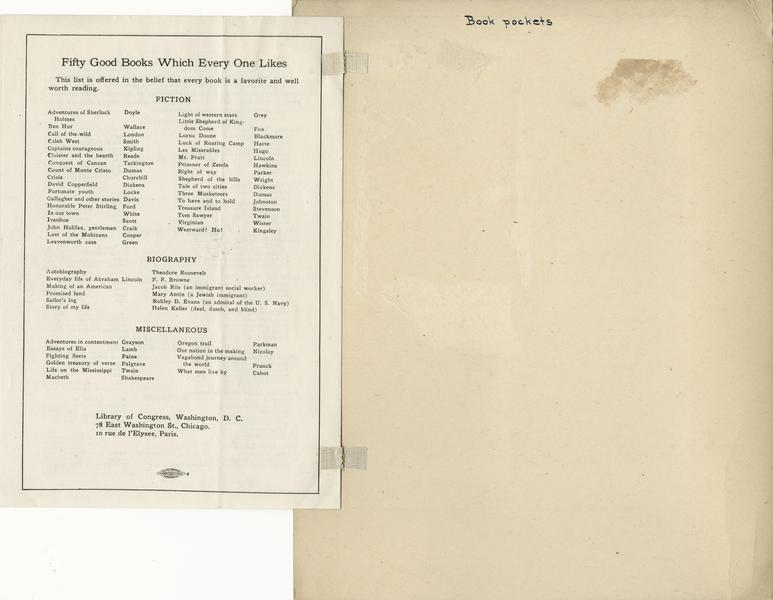 Book pockets
Fifty Good Books Which Every One Likes
This list is offered in the belief that every book is a favorite and well
worth reading.
FICTION
Adventures of Sherlock Doyle
Holmes
Ben Hur Wallace
Call of the wild London
Caleb West Smith
Captains courageous Kipling
Cloister and the hearth Reade
Conquest of Canaan Tarkington
Count of Monte Cristo Dumas
Crisis Churchill
David Copperfield Dickens
Fortunate youth Locke
Gallagher and other stories Davis
Honorable Peter Stirling. Ford
In our town White
Ivanhoe Scott
John Halifax, gentleman Craik
Last of the Mohicans Cooper
Leavenworth case Green
Light of western stars Grey
Little Shepherd of King-
dom Come Fox
Lorna Doone Blackmore
Luck of Roaring Camp Harte
Les Miserables Hugo
Mr. Pratt Lincoln
Prisoner of Zenda Hawkins
Right of way Parker
Shepherd of the hills Wright
Tale of two cities Dickens
Three Musketeers Dumas
To have and to hold Johnston
Treasure Island Stevenson
Tom Sawyer Twain
Virginian Wister
Westward! Ho! Kingsley
BIOGRAPHY
Autobiography Theodore Roosevelt
Everyday life of Abraham Lincoln F. F. Browne
Making of an American Jacob Riis (an immigrant social worker)
Promised land Mary Antin (a Jewish immigrant)
Sailor's log Robley D. Evans (an admiral of the U. S. Navy)
Story of my life Helen Keller (deaf, dumb, and blind)
MISCELLANEOUS
Adventures in contentment Grayson
Essays of Elia Lamb
Fighting fleets Paine
Golden treasury of verse Palgrave
Life on the Mississippi Twain
Macbeth Shakespeare
Oregon trail Parkman
Our nation in the making Nicolay
Vagabond journey around
the world Franck
What men live by Cabot
Library of Congress, Washington, D. C.
78 East Washington St., Chicago.
10 rue de l'Elysee, Paris.